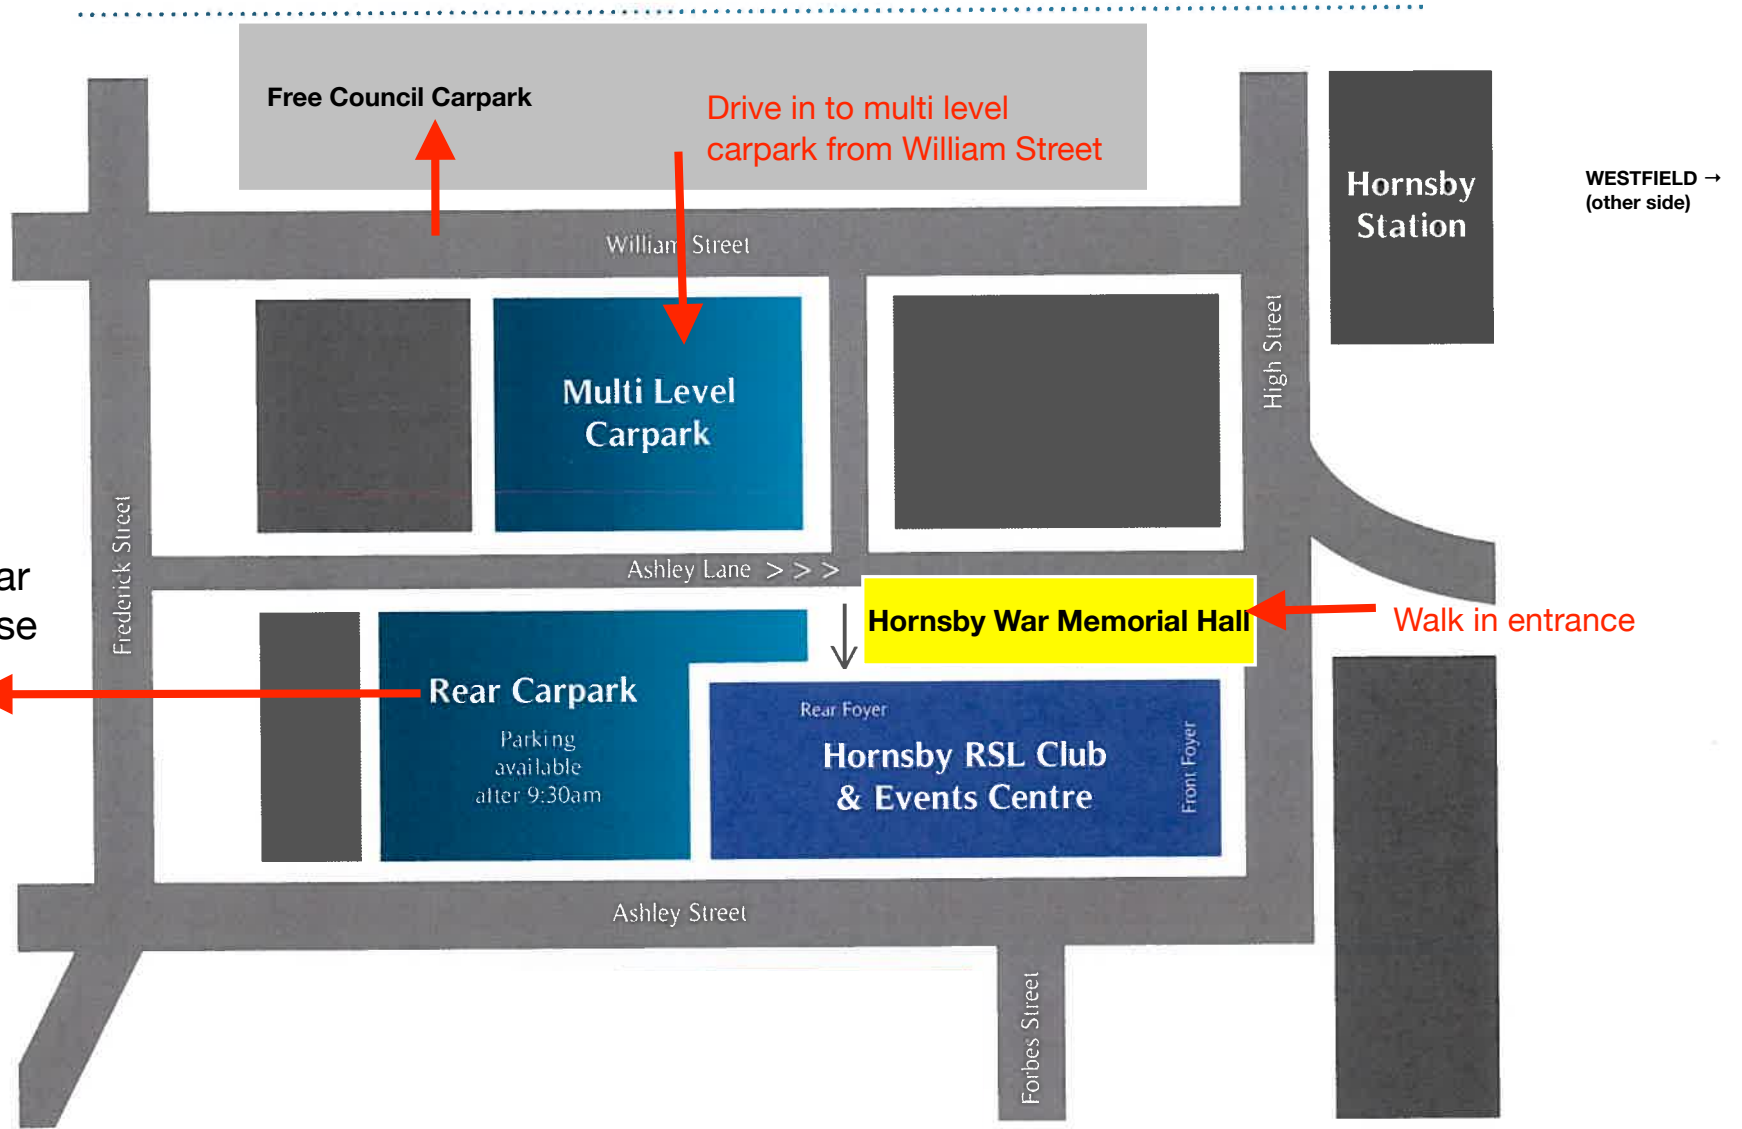 Free Council Carpark
Drive in to multi level
carpark from William Street
Hornsby
Station
WESTFIELD →
(other side)
William Street
High Street
Multi Level
Carpark
Frederick Street
Ashley Lane > > >
Hornsby War Memorial Hall
Walk in entrance
Rear Carpark
Parking
available
after 9:30am
Rear Foyer
Hornsby RSL Club
& Events Centre
Front Foyer
Ashley Street
Forbes Street